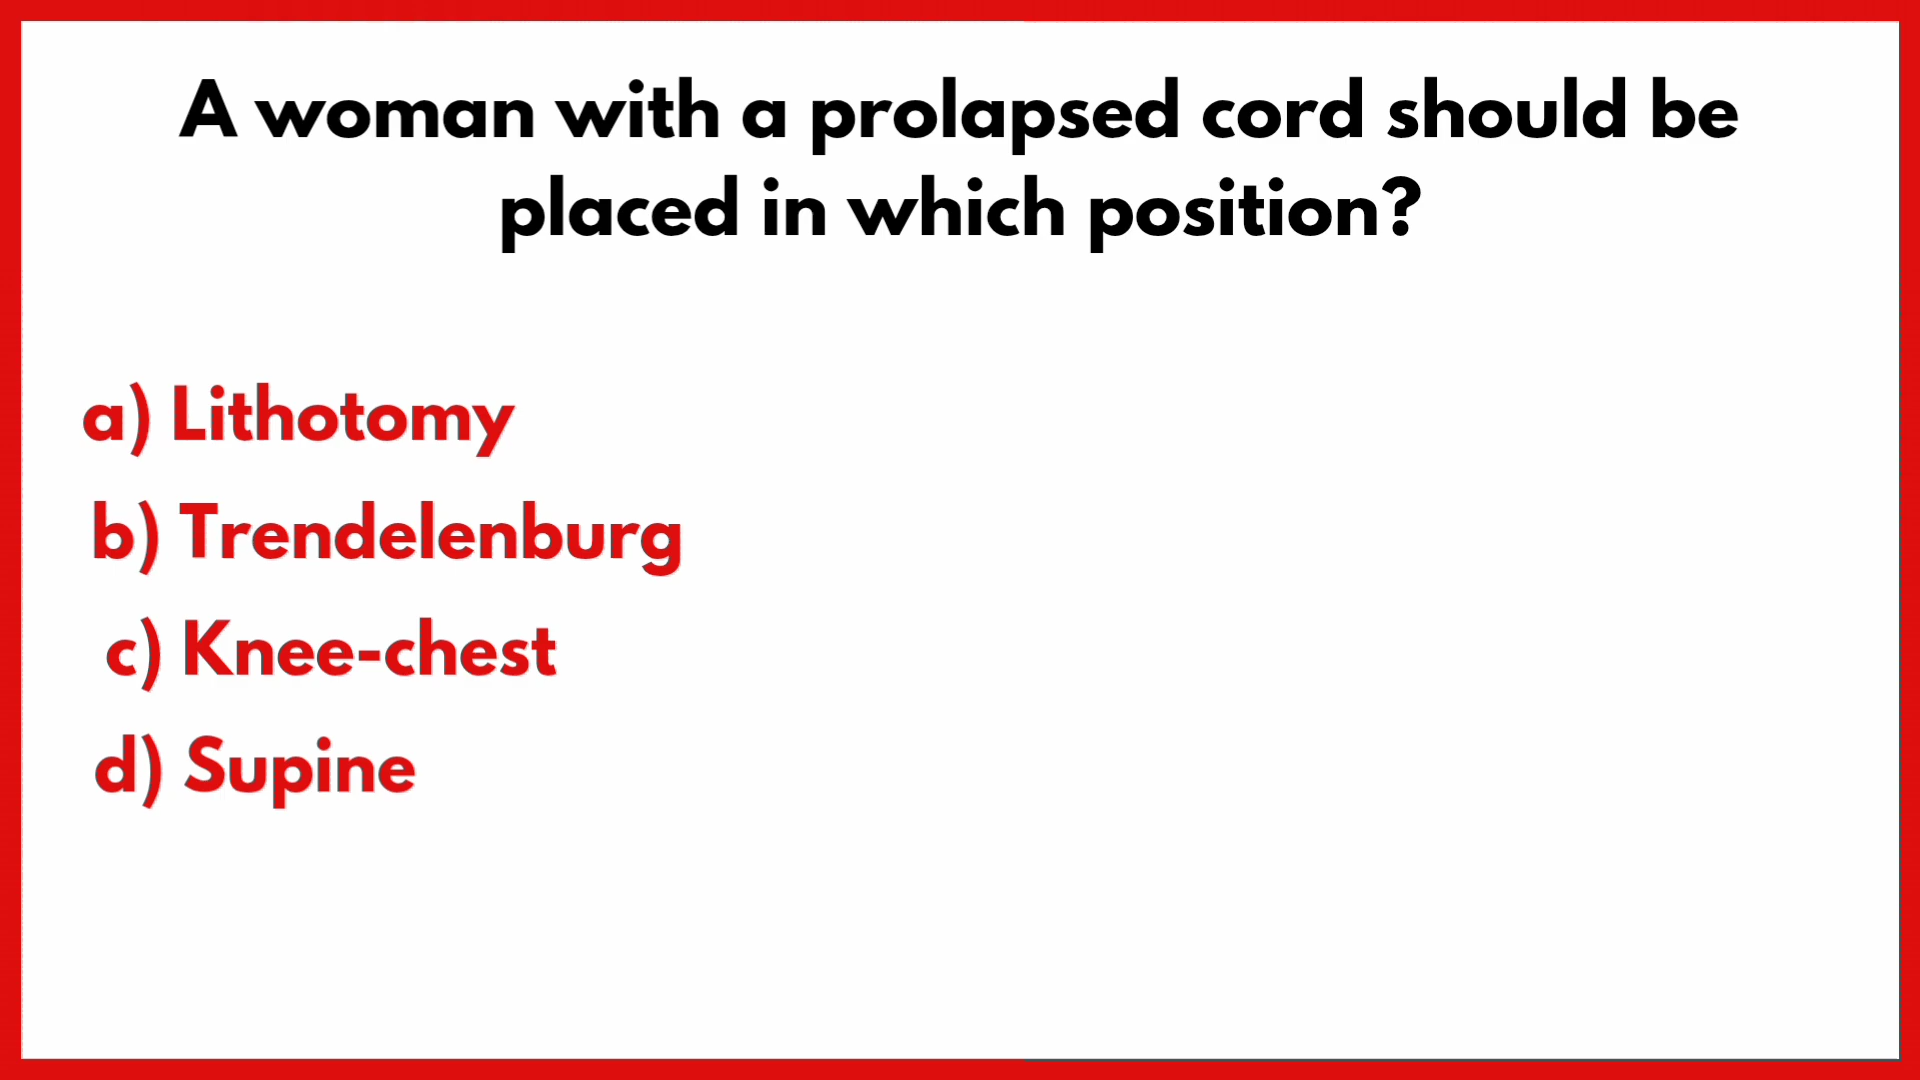 A woman with a prolapsed cord should be
placed in which position?
a) Lithotomy
b) Trendelenburg
c) Knee-chest
d) Supine